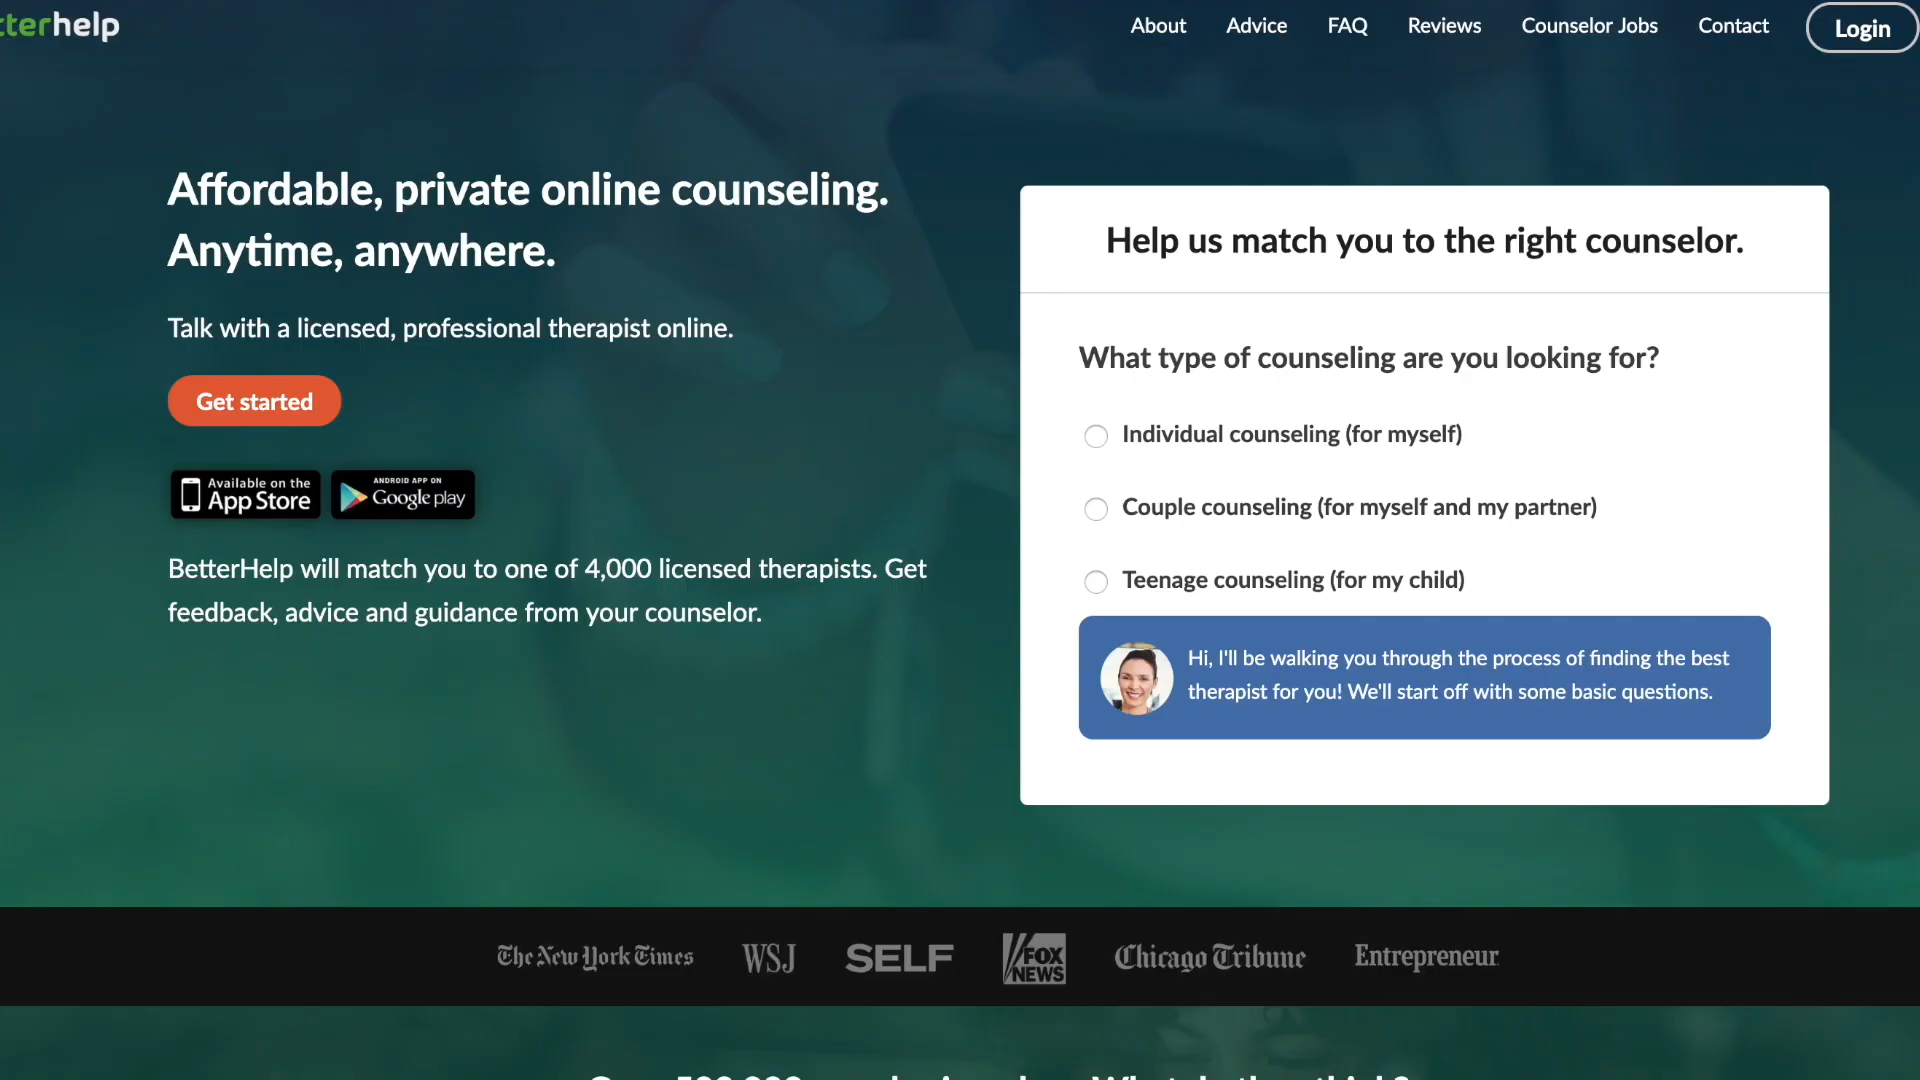 tterhelp
About Advice FAQ Reviews Counselor Jobs Contact Login
Affordable, private online counseling.
Anytime, anywhere.
Talk with a licensed, professional therapist online.
Get started
Available on the
App Store
ANDROID APP ON
Google play
BetterHelp will match you to one of 4,000 licensed therapists. Get
feedback, advice and guidance from your counselor.
Help us match you to the right counselor.
What type of counseling are you looking for?
Individual counseling (for myself)
Couple counseling (for myself and my partner)
Teenage counseling (for my child)
Hi, I'll be walking you through the process of finding the best
therapist for you! We'll start off with some basic questions.
The New York Times WSJ SELF FOX NEWS Chicago Tribune Entrepreneur